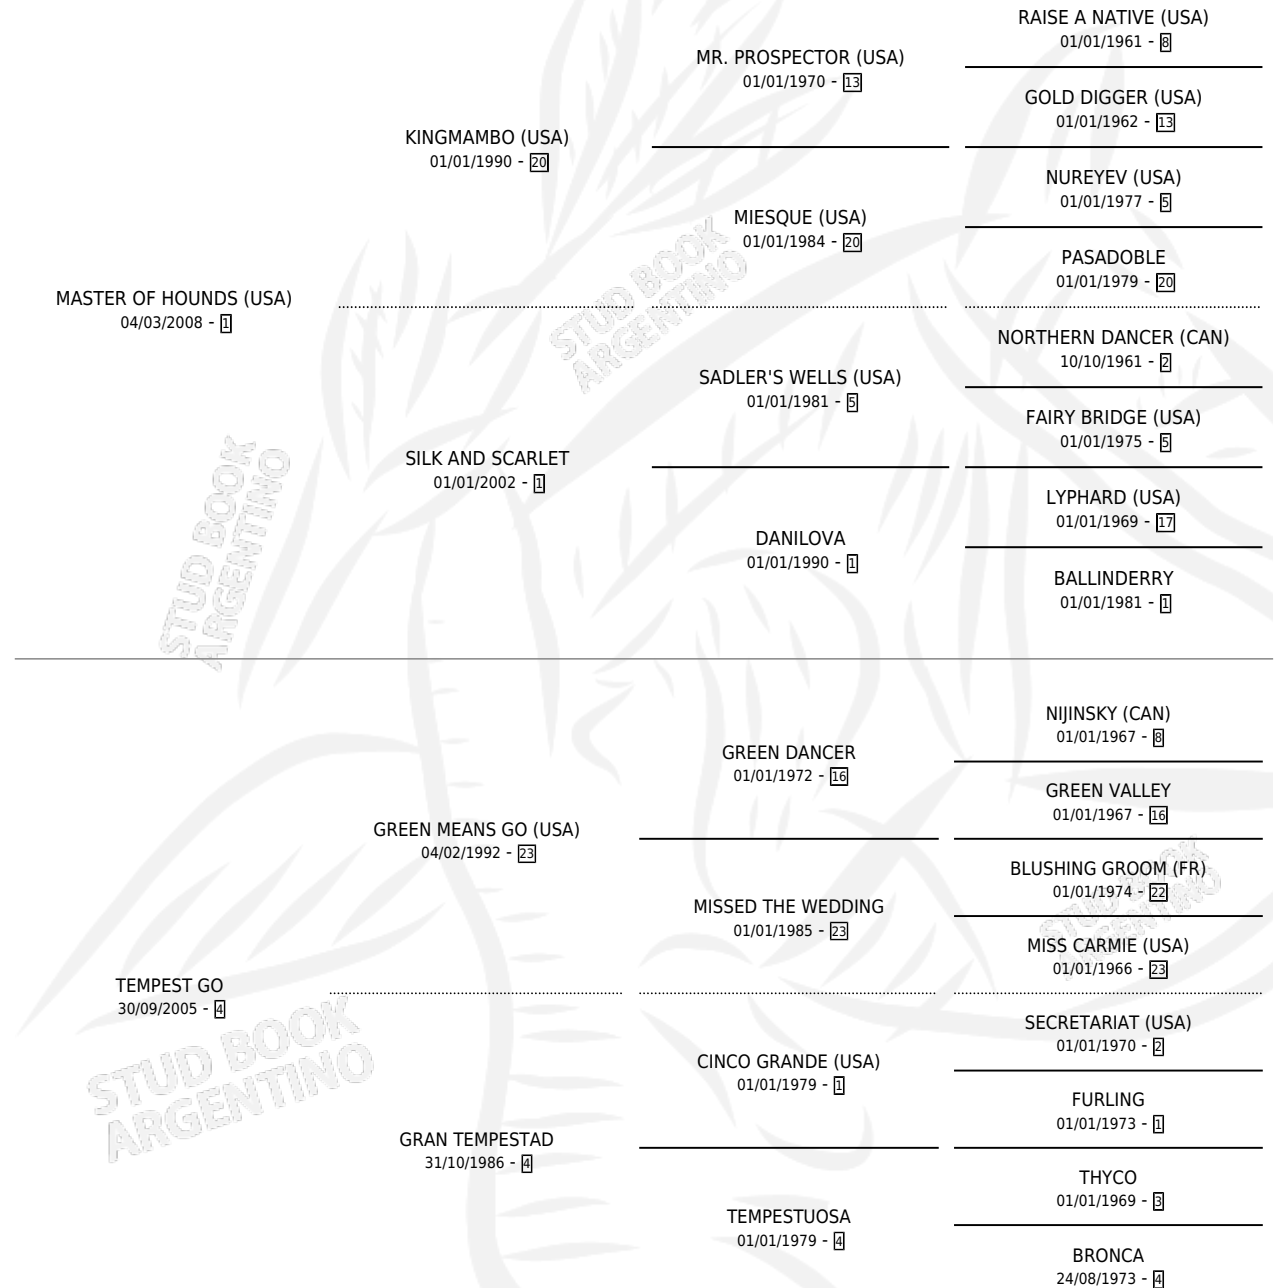 RAISE A NATIVE (USA)
01/01/1961 - 8
MR. PROSPECTOR (USA)
01/01/1970 - 13
GOLD DIGGER (USA)
01/01/1962 - 13
KINGMAMBO (USA)
01/01/1990 - 20
NUREYEV (USA)
01/01/1977 - 5
MIESQUE (USA)
01/01/1984 - 20
PASADOBLE
01/01/1979 - 20
MASTER OF HOUNDS (USA)
04/03/2008 - 1
STUD BOOK
ARGENTINO
NORTHERN DANCER (CAN)
10/10/1961 - 2
SADLER'S WELLS (USA)
01/01/1981 - 5
FAIRY BRIDGE (USA)
01/01/1975 - 5
SILK AND SCARLET
01/01/2002 - 1
LYPHARD (USA)
01/01/1969 - 17
DANILOVA
01/01/1990 - 1
BALLINDERRY
01/01/1981 - 1
STUD BOOK
ARGENTINO
NIJINSKY (CAN)
01/01/1967 - 8
GREEN DANCER
01/01/1972 - 16
GREEN VALLEY
01/01/1967 - 16
GREEN MEANS GO (USA)
04/02/1992 - 23
BLUSHING GROOM (FR)
01/01/1974 - 22
MISSED THE WEDDING
01/01/1985 - 23
STUD BOOK
ARGENTINO
MISS CARMIE (USA)
01/01/1966 - 23
TEMPEST GO
30/09/2005 - 4
STUD BOOK
ARGENTINO
SECRETARIAT (USA)
01/01/1970 - 2
CINCO GRANDE (USA)
01/01/1979 - 1
FURLING
01/01/1973 - 1
GRAN TEMPESTAD
31/10/1986 - 4
THYCO
01/01/1969 - 3
TEMPESTUOSA
01/01/1979 - 4
BRONCA
24/08/1973 - 4